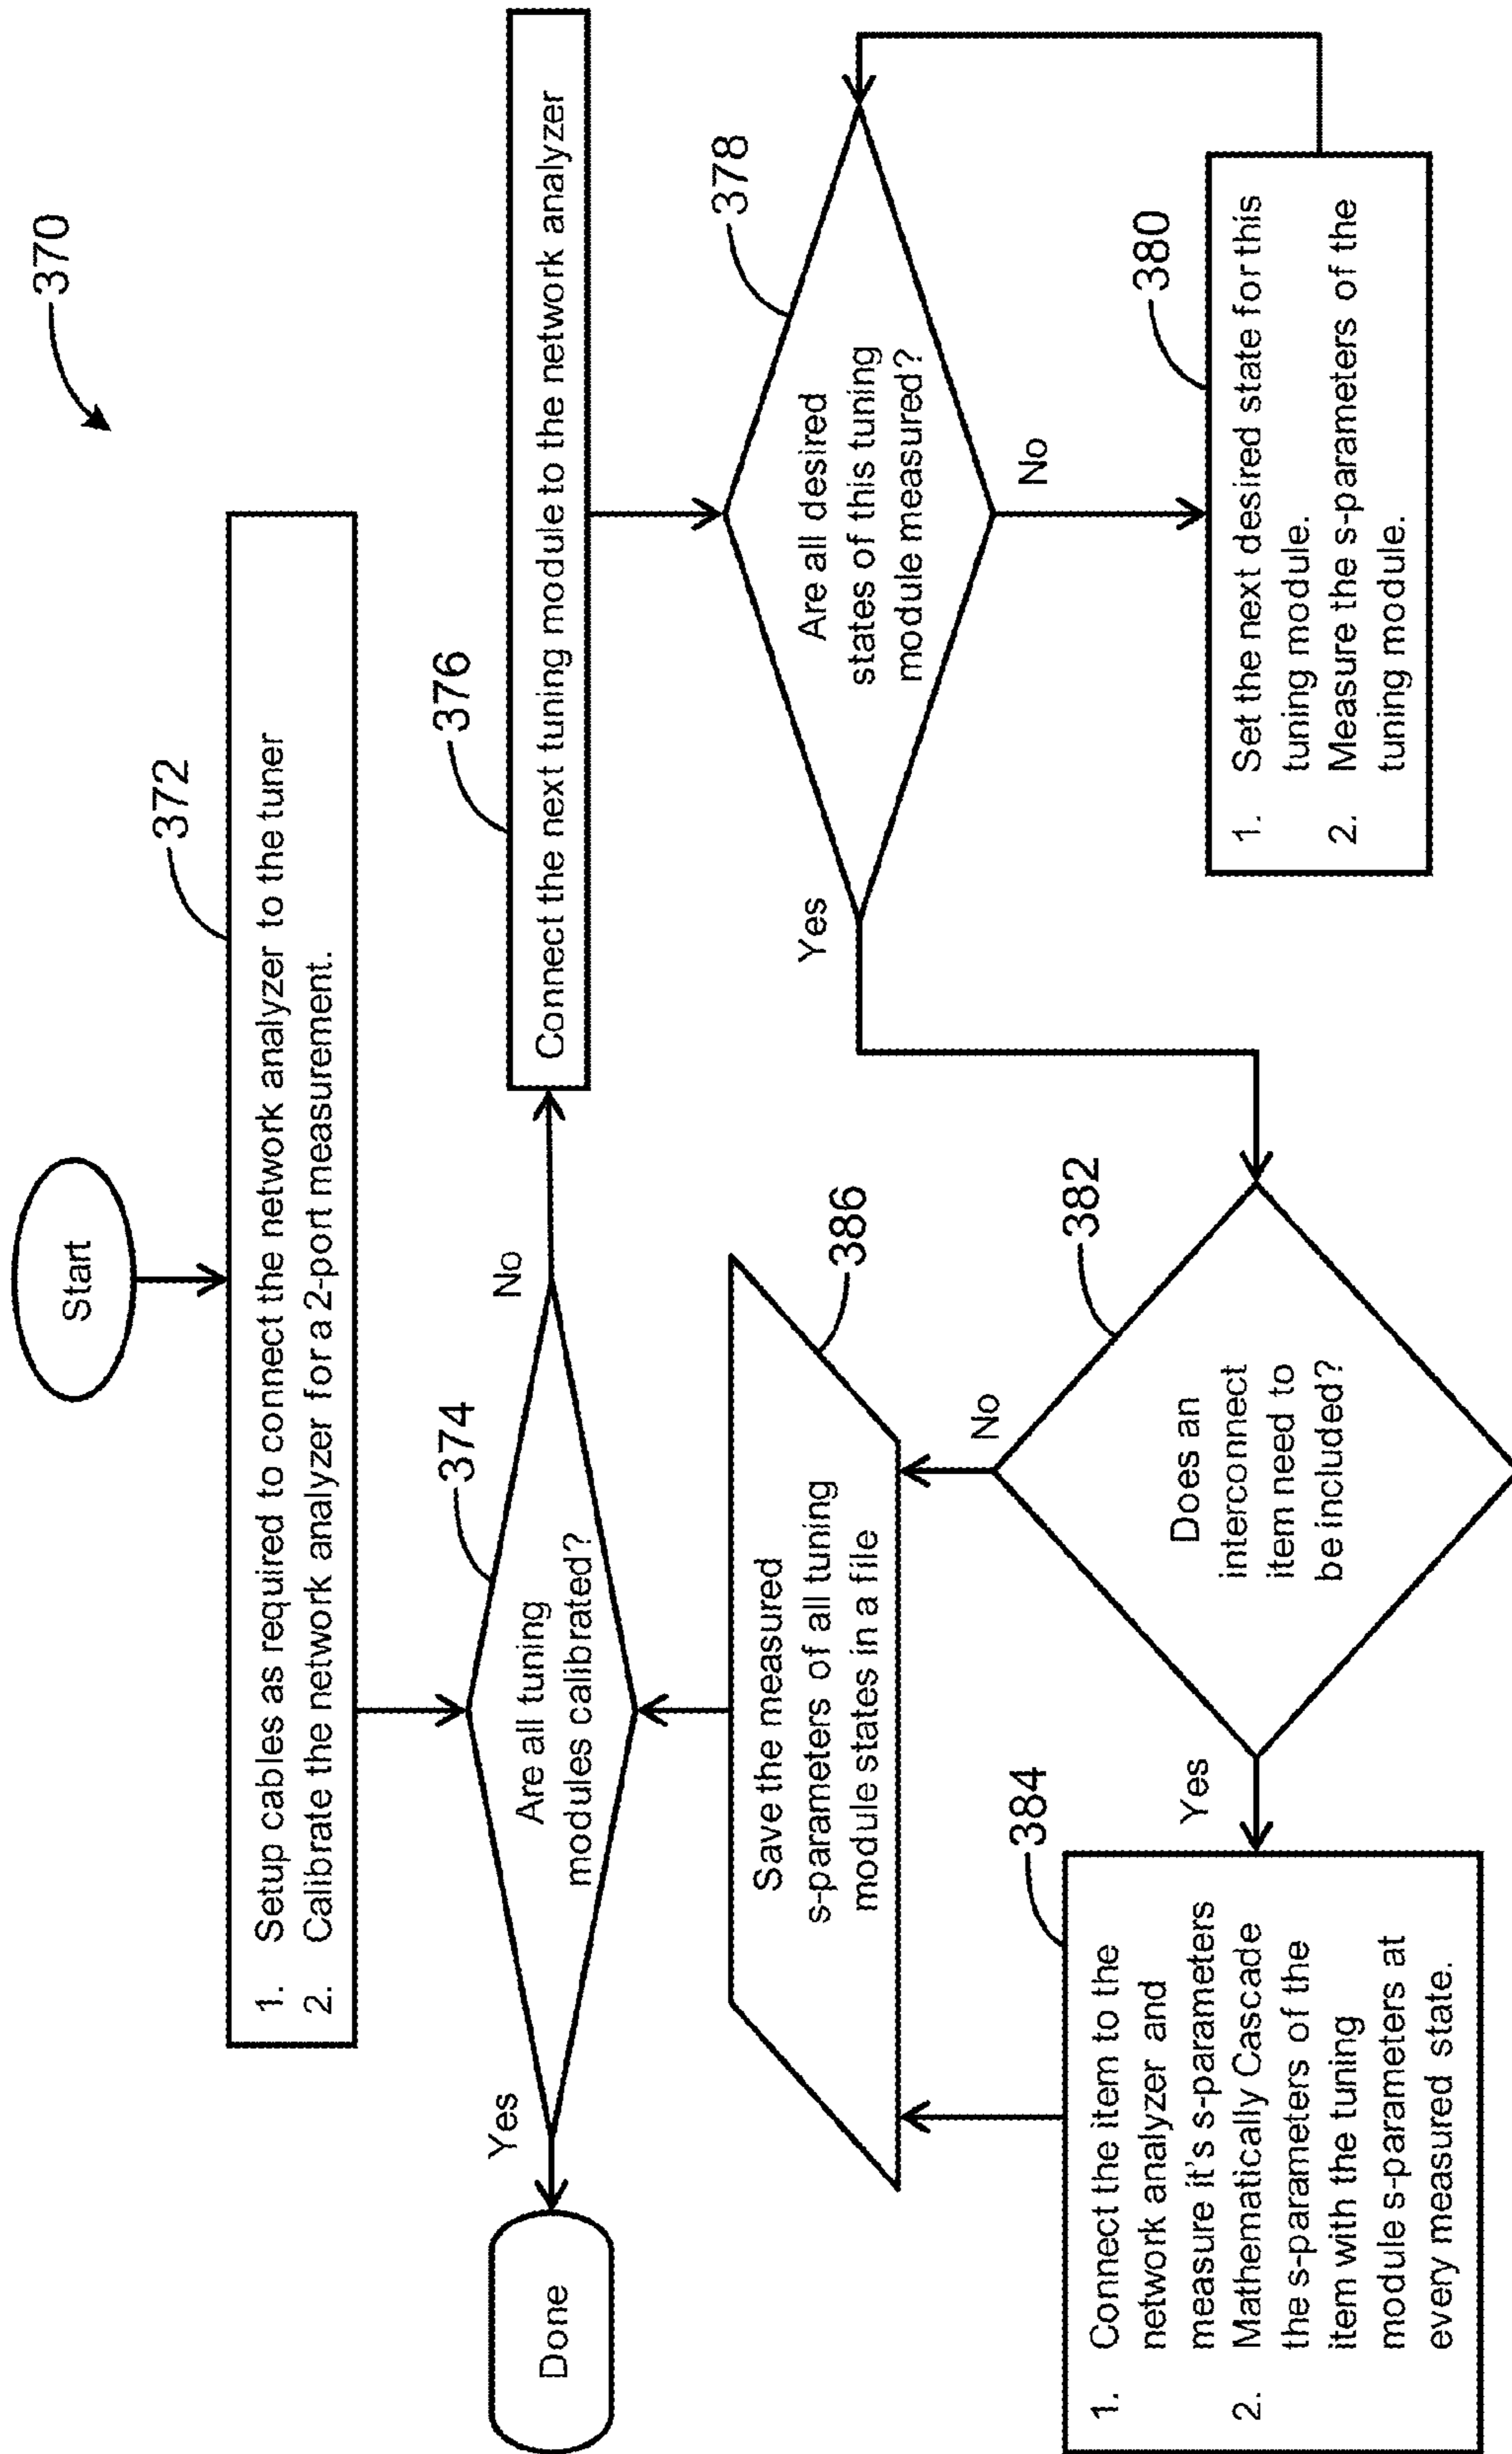 370
Start
372
1. Setup cables as required to connect the network analyzer to the tuner
2. Calibrate the network analyzer for a 2-port measurement.
374
Are all tuning
modules calibrated?
Yes
Done
No
376
Connect the next tuning module to the network analyzer
378
Are all desired
states of this tuning
module measured?
No
380
1. Set the next desired state for this
tuning module.
2. Measure the s-parameters of the
tuning module.
Yes
382
Does an
interconnect
item need to
be included?
Yes
384
1. Connect the item to the
network analyzer and
measure it's s-parameters
2. Mathematically Cascade
the s-parameters of the
item with the tuning
module s-parameters at
every measured state.
No
386
Save the measured
s-parameters of all tuning
module states in a file